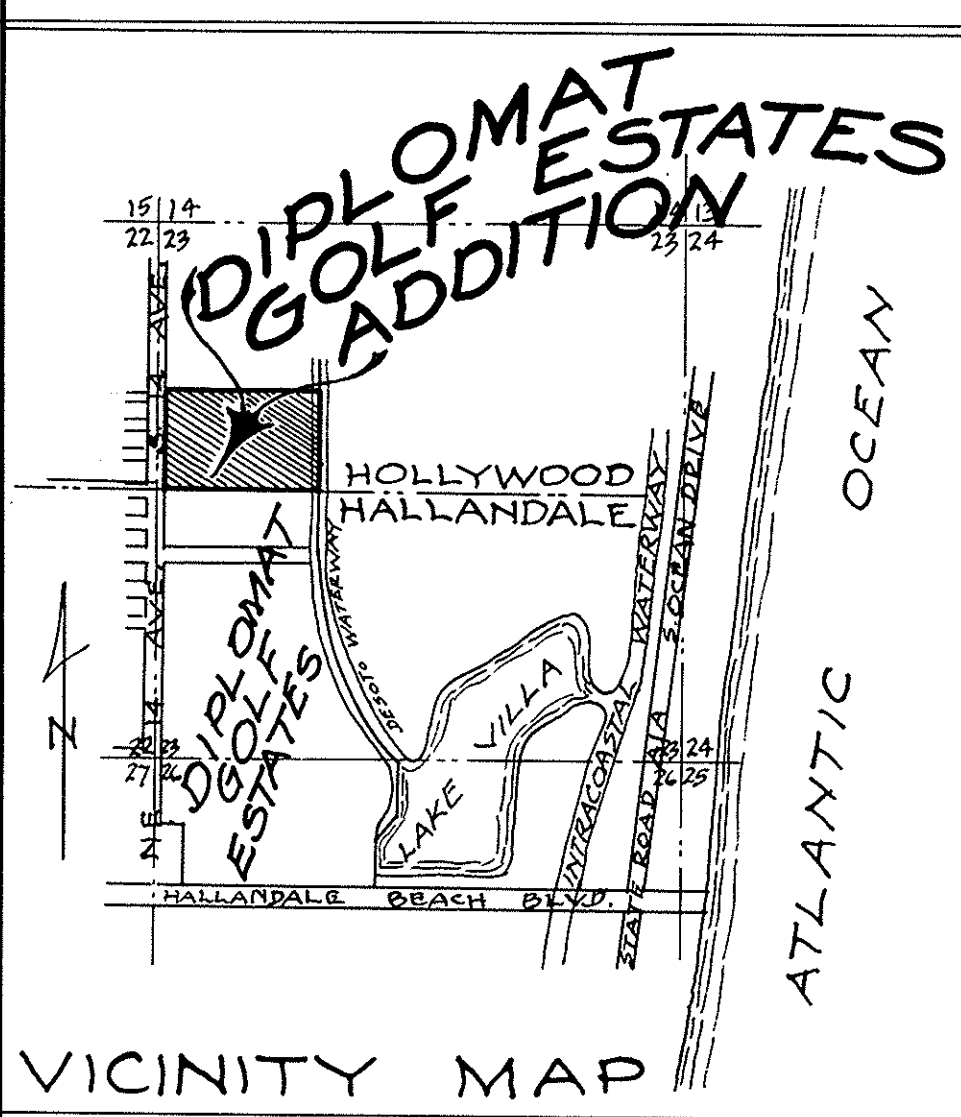 DIPLOMAT
GOLF ESTATES
ADDITION
15 14
22 23
14 13
23 24
S 14 AVE
OCEAN
HOLLYWOOD
HALLANDALE
DESOTO WATERWAY
INTRACOASTAL WATERWAY
STATE ROAD A1A S. OCEAN DRIVE
NE 14 AVE
DIPLOMAT
GOLF
ESTATES
N
LAKE VILLA
22 23
27 26
23 24
26 25
ATLANTIC
HALLANDALE BEACH BLVD.
VICINITY MAP